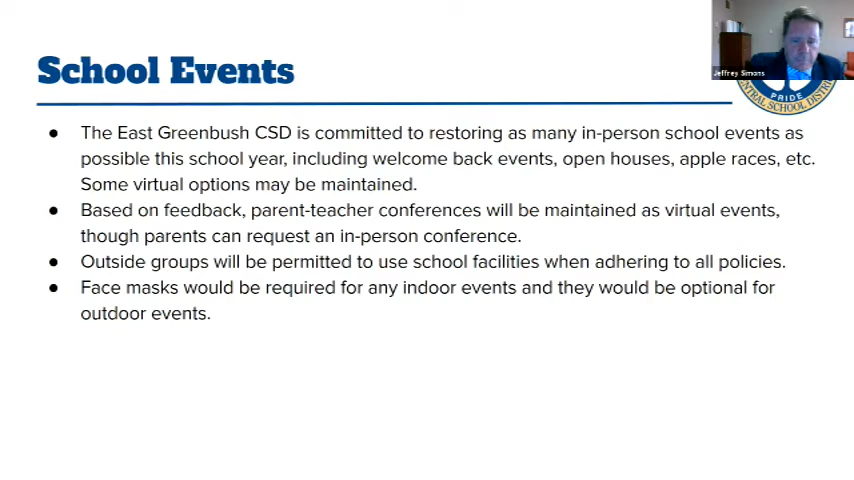 Jeffrey Simons
School Events
PRIDE
CENTRAL SCHOOL DISTRI
● The East Greenbush CSD is committed to restoring as many in-person school events as
possible this school year, including welcome back events, open houses, apple races, etc.
Some virtual options may be maintained.
● Based on feedback, parent-teacher conferences will be maintained as virtual events,
though parents can request an in-person conference.
● Outside groups will be permitted to use school facilities when adhering to all policies.
● Face masks would be required for any indoor events and they would be optional for
outdoor events.